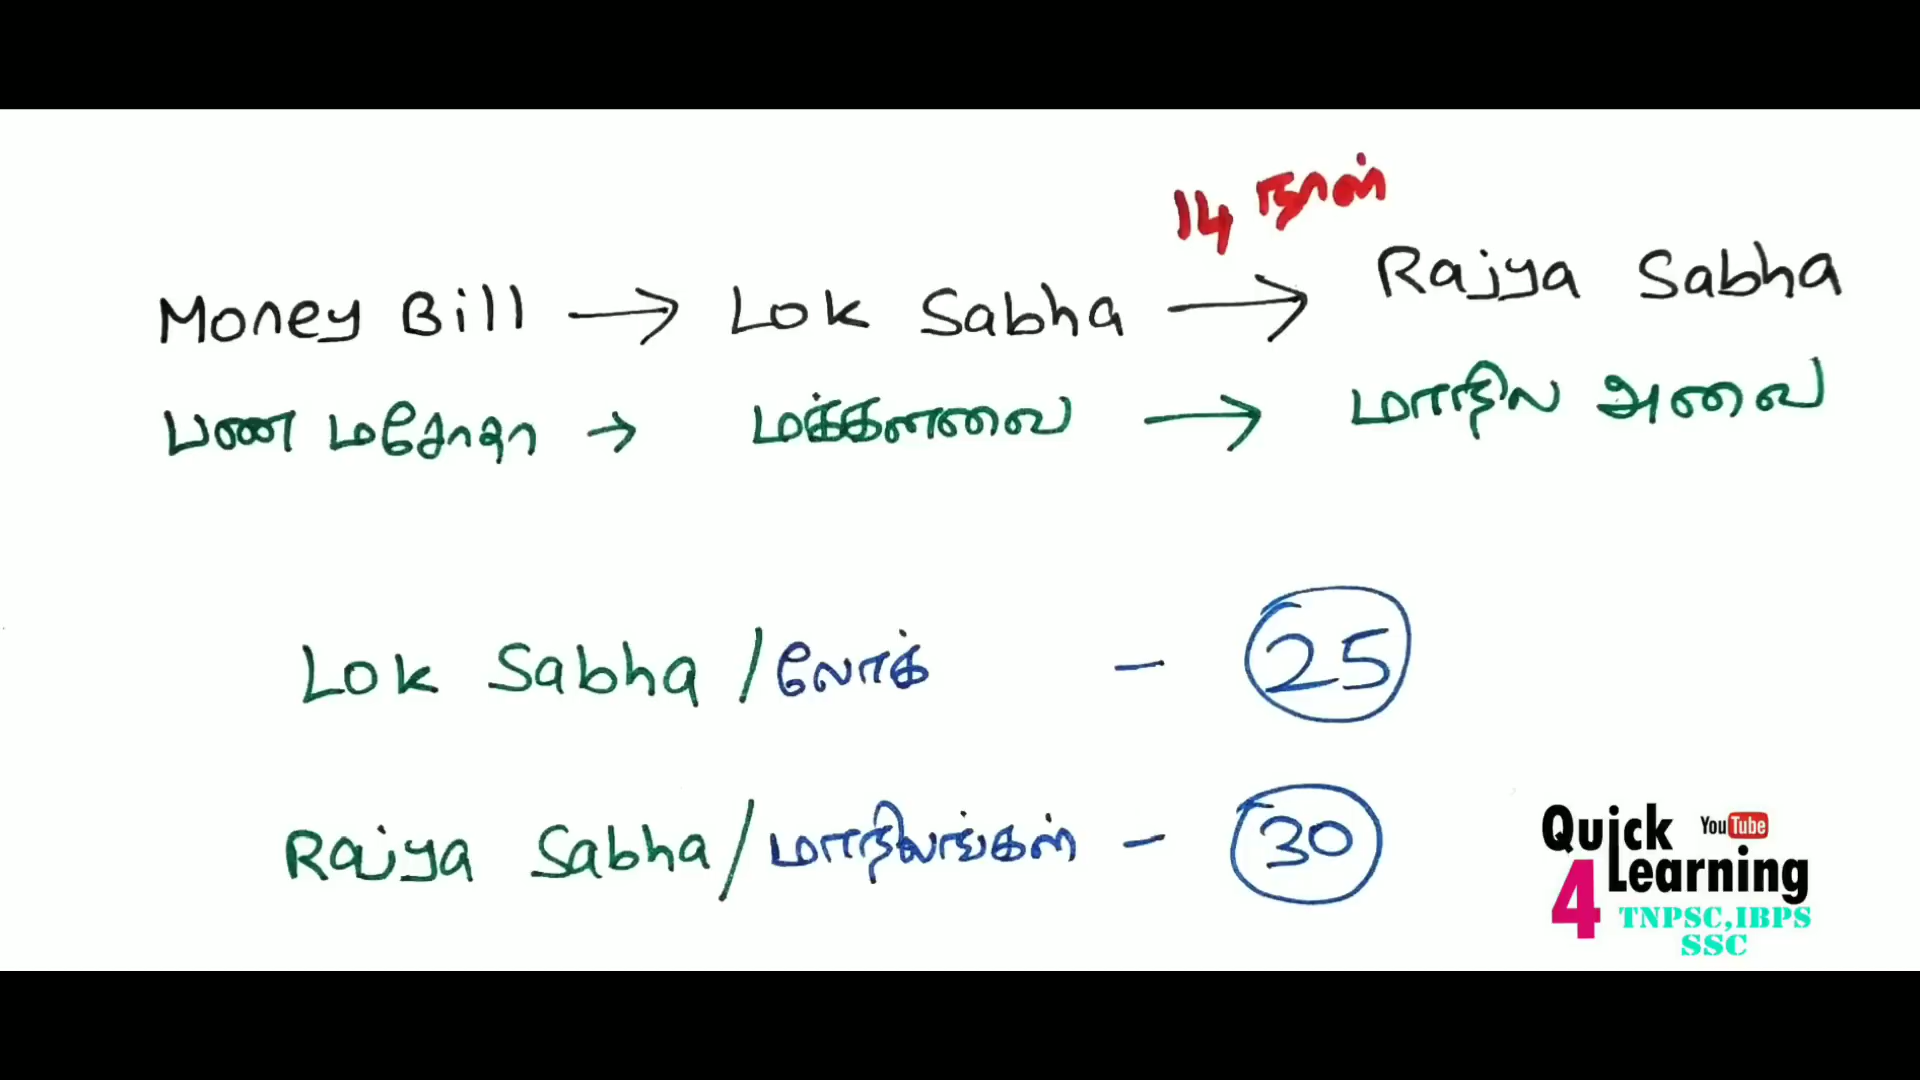 14 நாள்
Money Bill → Lok Sabha → Rajya Sabha
பண மசோதா → மக்களவை → மாநில அவை
Lok Sabha / லோக் - 25
Rajya Sabha / மாநிலங்கள் - 30
Quick YouTube
4 Learning
TNPSC,IBPS
SSC